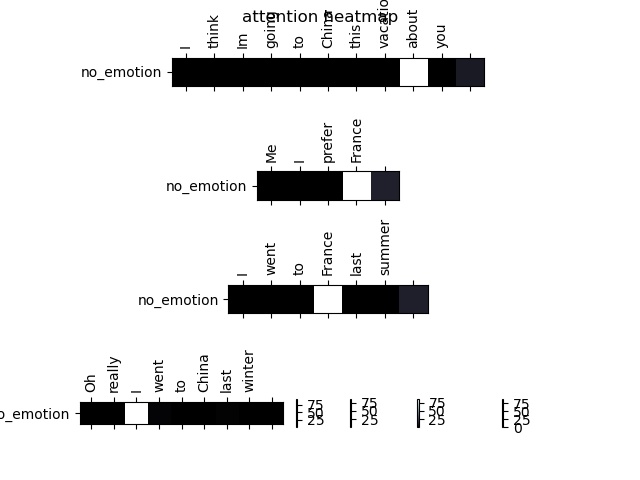 attention heatmap
I think Im going to China this vacation about you
no_emotion
Me I prefer France
no_emotion
I went to France last summer
no_emotion
Oh really I went to China last winter
o_emotion
75 75 75 75
50 50 50 50
25 25 25 25
0